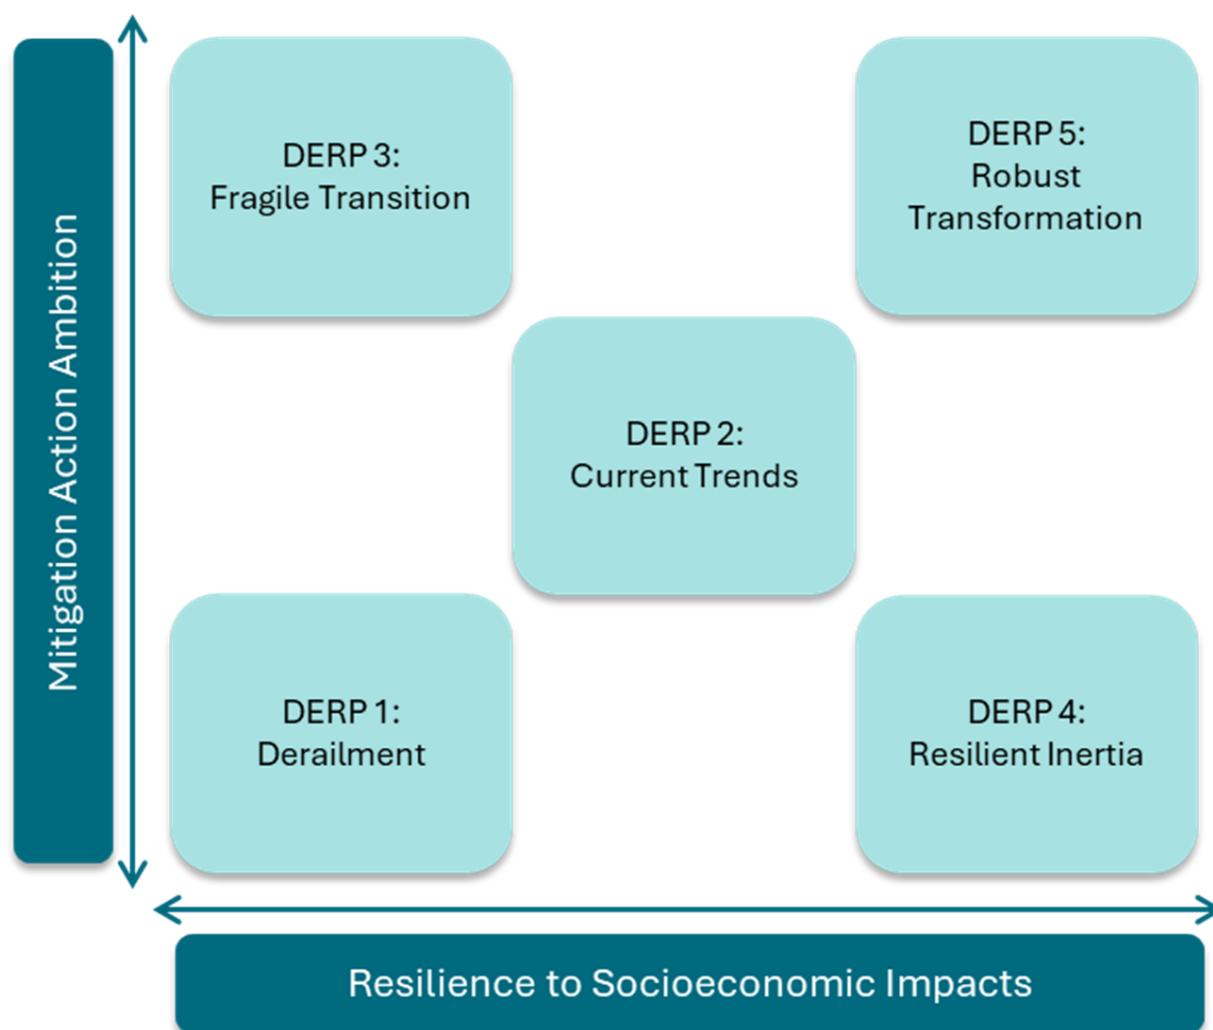 Mitigation Action Ambition
DERP 3:
Fragile Transition
DERP 5:
Robust
Transformation
DERP 2:
Current Trends
DERP 1:
Derailment
DERP 4:
Resilient Inertia
Resilience to Socioeconomic Impacts